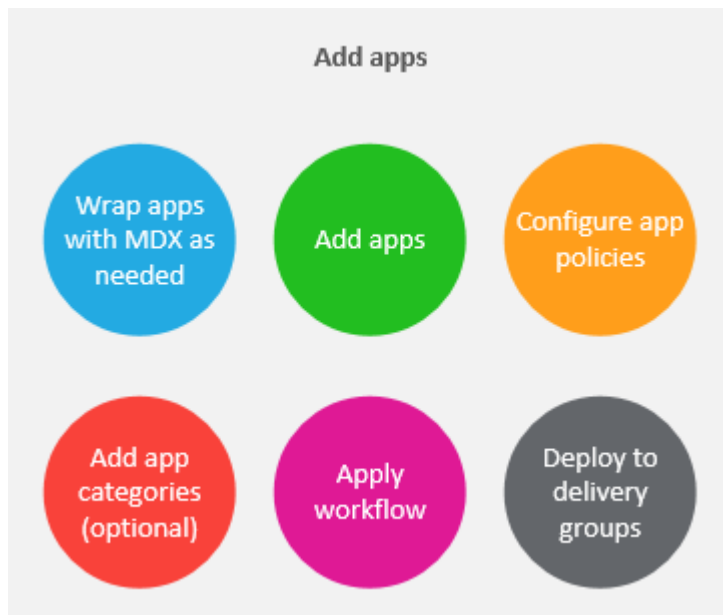 Add apps
Wrap apps
with MDX as
needed
Add apps
Configure app
policies
Add app
categories
(optional)
Apply
workflow
Deploy to
delivery
groups